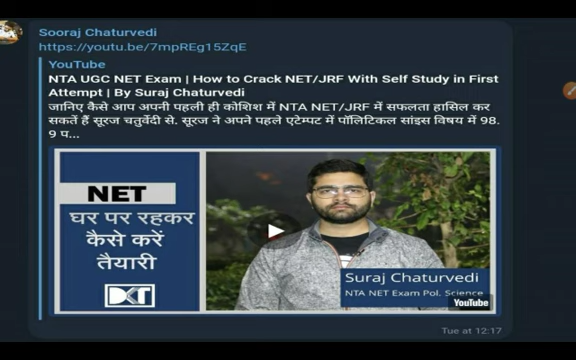 Sooraj Chaturvedi
https://youtu.be/7mpREg15ZqE
YouTube
NTA UGC NET Exam | How to Crack NET/JRF With Self Study in First
Attempt | By Suraj Chaturvedi
जानिए कैसे आप अपनी पहली ही कोशिश में NTA NET/JRF में सफलता हासिल कर
सकतें हैं सूरज चतुर्वेदी से. सूरज ने अपने पहले एटेम्पट में पॉलिटिकल सांइस विषय में 98.
9 प...
NET
घर पर रहकर
कैसे करें
तैयारी
DKT
Suraj Chaturvedi
NTA NET Exam Pol. Science
YouTube
Tue at 12:17